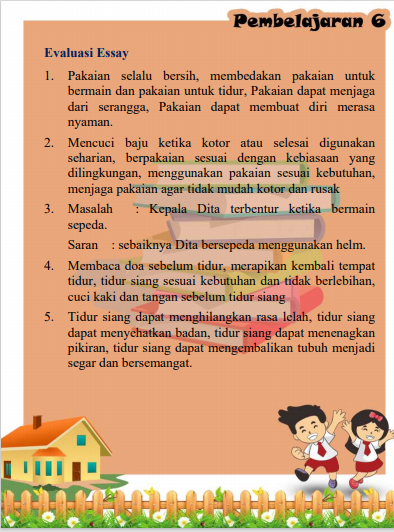 Pembelajaran 6
Evaluasi Essay
1. Pakaian selalu bersih, membedakan pakaian untuk
bermain dan pakaian untuk tidur, Pakaian dapat menjaga
dari serangga, Pakaian dapat membuat diri merasa
nyaman.
2. Mencuci baju ketika kotor atau selesai digunakan
seharian, berpakaian sesuai dengan kebiasaan yang
dilingkungan, menggunakan pakaian sesuai kebutuhan,
menjaga pakaian agar tidak mudah kotor dan rusak
3. Masalah : Kepala Dita terbentur ketika bermain
sepeda.
Saran : sebaiknya Dita bersepeda menggunakan helm.
4. Membaca doa sebelum tidur, merapikan kembali tempat
tidur, tidur siang sesuai kebutuhan dan tidak berlebihan,
cuci kaki dan tangan sebelum tidur siang
5. Tidur siang dapat menghilangkan rasa lelah, tidur siang
dapat menyehatkan badan, tidur siang dapat menenagkan
pikiran, tidur siang dapat mengembalikan tubuh menjadi
segar dan bersemangat.